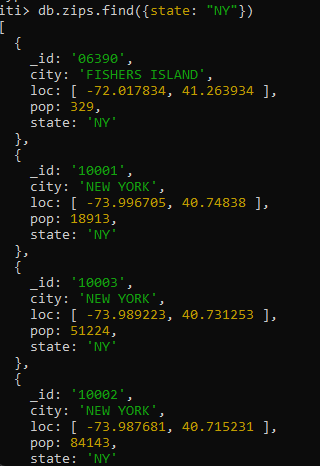 iti> db.zips.find({state: "NY"})
[
  {
    _id: '06390',
    city: 'FISHERS ISLAND',
    loc: [ -72.017834, 41.263934 ],
    pop: 329,
    state: 'NY'
  },
  {
    _id: '10001',
    city: 'NEW YORK',
    loc: [ -73.996705, 40.74838 ],
    pop: 18913,
    state: 'NY'
  },
  {
    _id: '10003',
    city: 'NEW YORK',
    loc: [ -73.989223, 40.731253 ],
    pop: 51224,
    state: 'NY'
  },
  {
    _id: '10002',
    city: 'NEW YORK',
    loc: [ -73.987681, 40.715231 ],
    pop: 84143,
    state: 'NY'